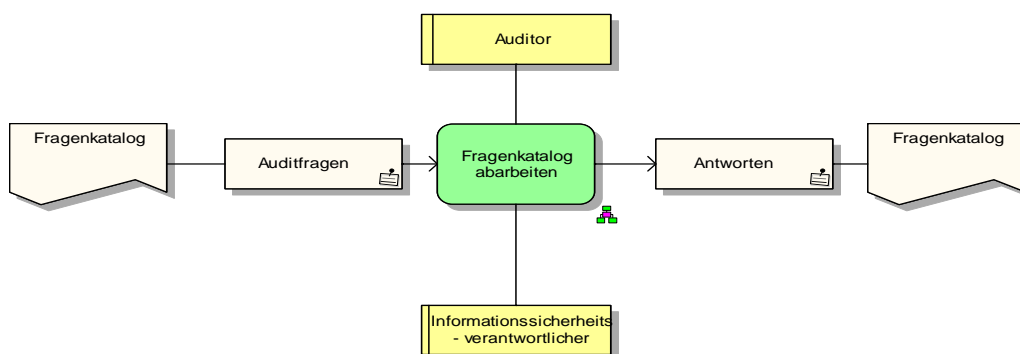 Auditor
Fragenkatalog
Auditfragen
Fragenkatalog
abarbeiten
Antworten
Fragenkatalog
Informationssicherheits
- verantwortlicher